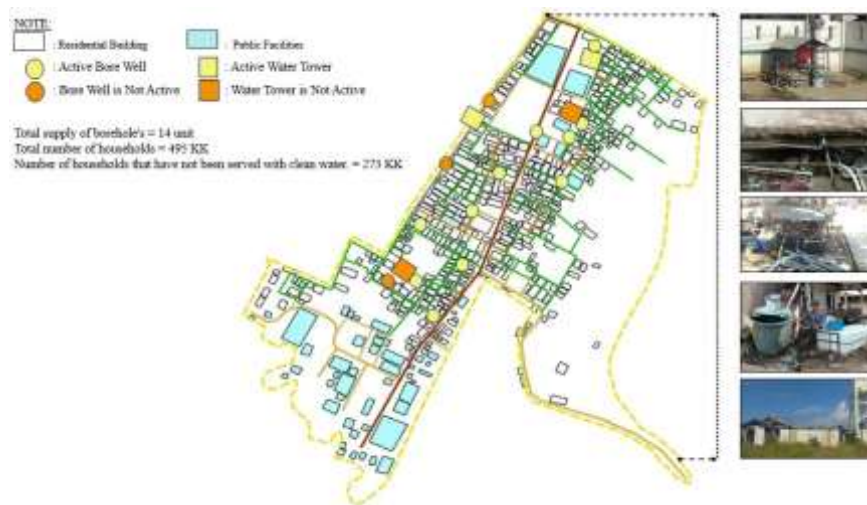 NOTE:
: Residential Building
: Public Facilities
: Active Bore Well
: Active Water Tower
: Bore Well is Not Active
: Water Tower is Not Active
Total supply of borehole's = 14 unit
Total number of households = 495 KK
Number of households that have not been served with clean water. = 273 KK